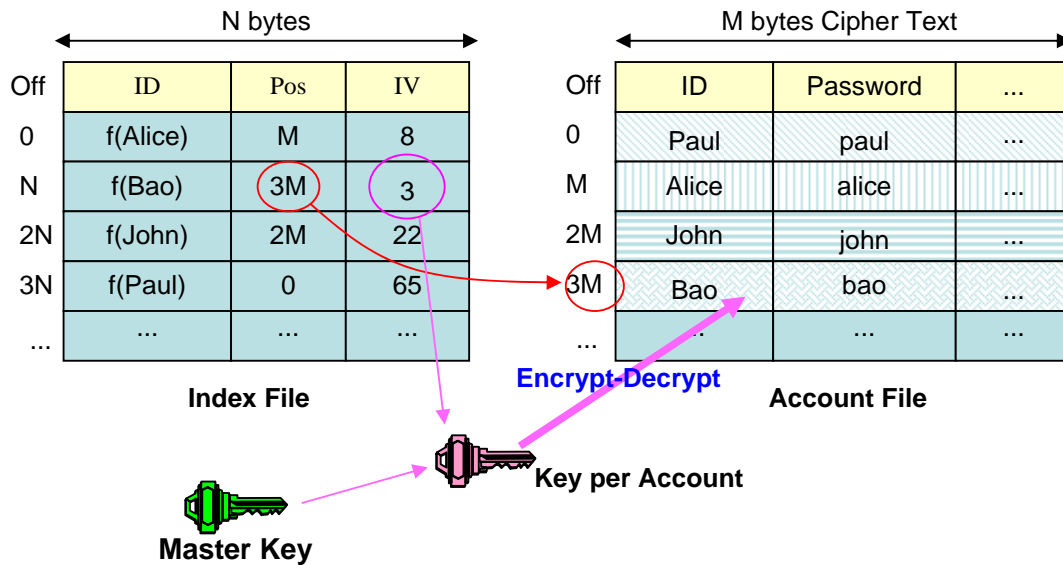 N bytes
M bytes Cipher Text
Off ID Pos IV
0 f(Alice) M 8
N f(Bao) 3M 3
2N f(John) 2M 22
3N f(Paul) 0 65
... ... ... ...
Index File
Off ID Password ...
0 Paul paul ...
M Alice alice ...
2M John john ...
3M Bao bao ...
... ... ... ...
Account File
Encrypt-Decrypt
Key per Account
Master Key